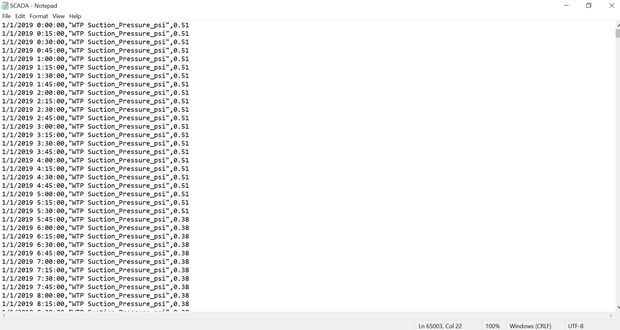 SCADA - Notepad
File Edit Format View Help
1/1/2019 0:00:00,"WTP Suction_Pressure_psi",0.51
1/1/2019 0:15:00,"WTP Suction_Pressure_psi",0.51
1/1/2019 0:30:00,"WTP Suction_Pressure_psi",0.51
1/1/2019 0:45:00,"WTP Suction_Pressure_psi",0.51
1/1/2019 1:00:00,"WTP Suction_Pressure_psi",0.51
1/1/2019 1:15:00,"WTP Suction_Pressure_psi",0.51
1/1/2019 1:30:00,"WTP Suction_Pressure_psi",0.51
1/1/2019 1:45:00,"WTP Suction_Pressure_psi",0.51
1/1/2019 2:00:00,"WTP Suction_Pressure_psi",0.51
1/1/2019 2:15:00,"WTP Suction_Pressure_psi",0.51
1/1/2019 2:30:00,"WTP Suction_Pressure_psi",0.51
1/1/2019 2:45:00,"WTP Suction_Pressure_psi",0.51
1/1/2019 3:00:00,"WTP Suction_Pressure_psi",0.51
1/1/2019 3:15:00,"WTP Suction_Pressure_psi",0.51
1/1/2019 3:30:00,"WTP Suction_Pressure_psi",0.51
1/1/2019 3:45:00,"WTP Suction_Pressure_psi",0.51
1/1/2019 4:00:00,"WTP Suction_Pressure_psi",0.51
1/1/2019 4:15:00,"WTP Suction_Pressure_psi",0.51
1/1/2019 4:30:00,"WTP Suction_Pressure_psi",0.51
1/1/2019 4:45:00,"WTP Suction_Pressure_psi",0.51
1/1/2019 5:00:00,"WTP Suction_Pressure_psi",0.51
1/1/2019 5:15:00,"WTP Suction_Pressure_psi",0.51
1/1/2019 5:30:00,"WTP Suction_Pressure_psi",0.51
1/1/2019 5:45:00,"WTP Suction_Pressure_psi",0.38
1/1/2019 6:00:00,"WTP Suction_Pressure_psi",0.38
1/1/2019 6:15:00,"WTP Suction_Pressure_psi",0.38
1/1/2019 6:30:00,"WTP Suction_Pressure_psi",0.38
1/1/2019 6:45:00,"WTP Suction_Pressure_psi",0.38
1/1/2019 7:00:00,"WTP Suction_Pressure_psi",0.38
1/1/2019 7:15:00,"WTP Suction_Pressure_psi",0.38
1/1/2019 7:30:00,"WTP Suction_Pressure_psi",0.38
1/1/2019 7:45:00,"WTP Suction_Pressure_psi",0.38
1/1/2019 8:00:00,"WTP Suction_Pressure_psi",0.38
1/1/2019 8:15:00,"WTP Suction_Pressure_psi",0.38
Ln 65003, Col 22 100% Windows (CRLF) UTF-8